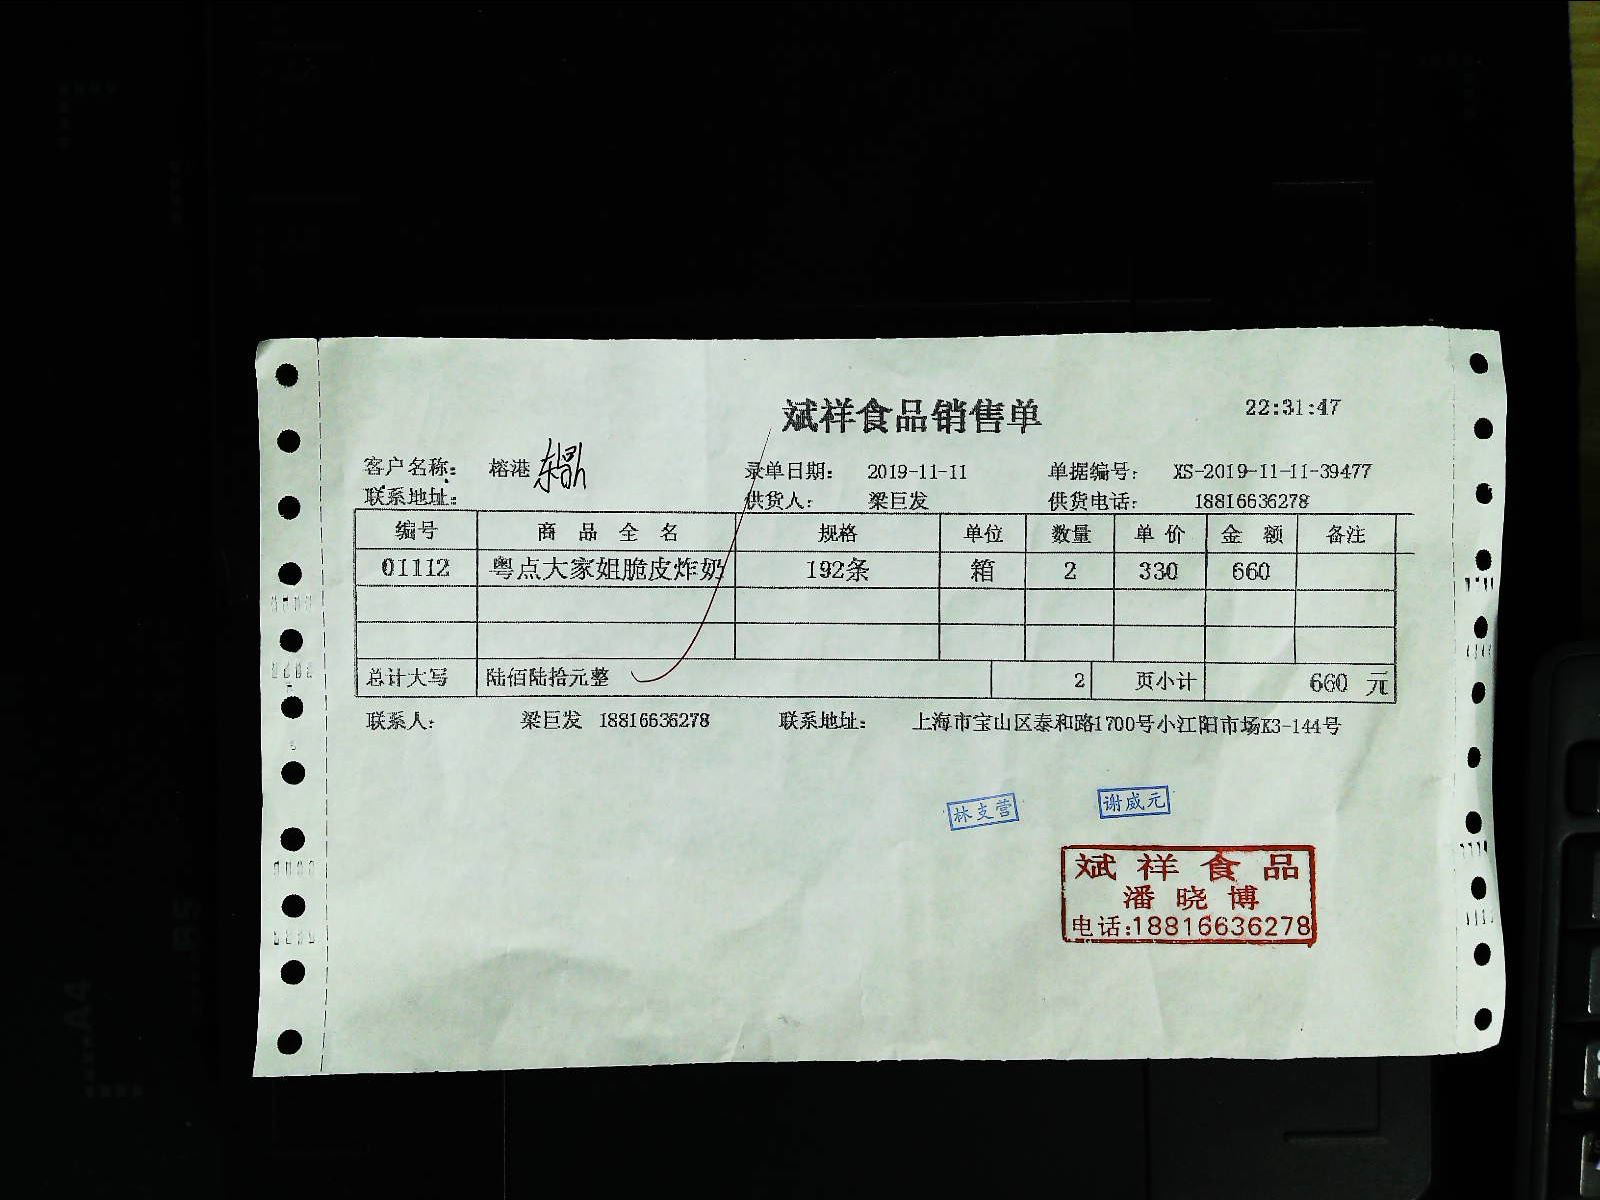 斌祥食品销售单
22:31:47
客户名称： 榕港 录单日期： 2019-11-11 单据编号： XS-2019-11-11-39477
联系地址： 供货人： 梁巨发 供货电话： 18816636278
编号 商品全名 规格 单位 数量 单价 金额 备注
01112 粤点大家姐脆皮炸奶 192条 箱 2 330 660
总计大写 陆佰陆拾元整 2 页小计 660 元
联系人： 梁巨发 18816636278 联系地址： 上海市宝山区泰和路1700号小江阳市场K3-144号
林支营 谢威元
斌祥食品
潘晓博
电话:18816636278